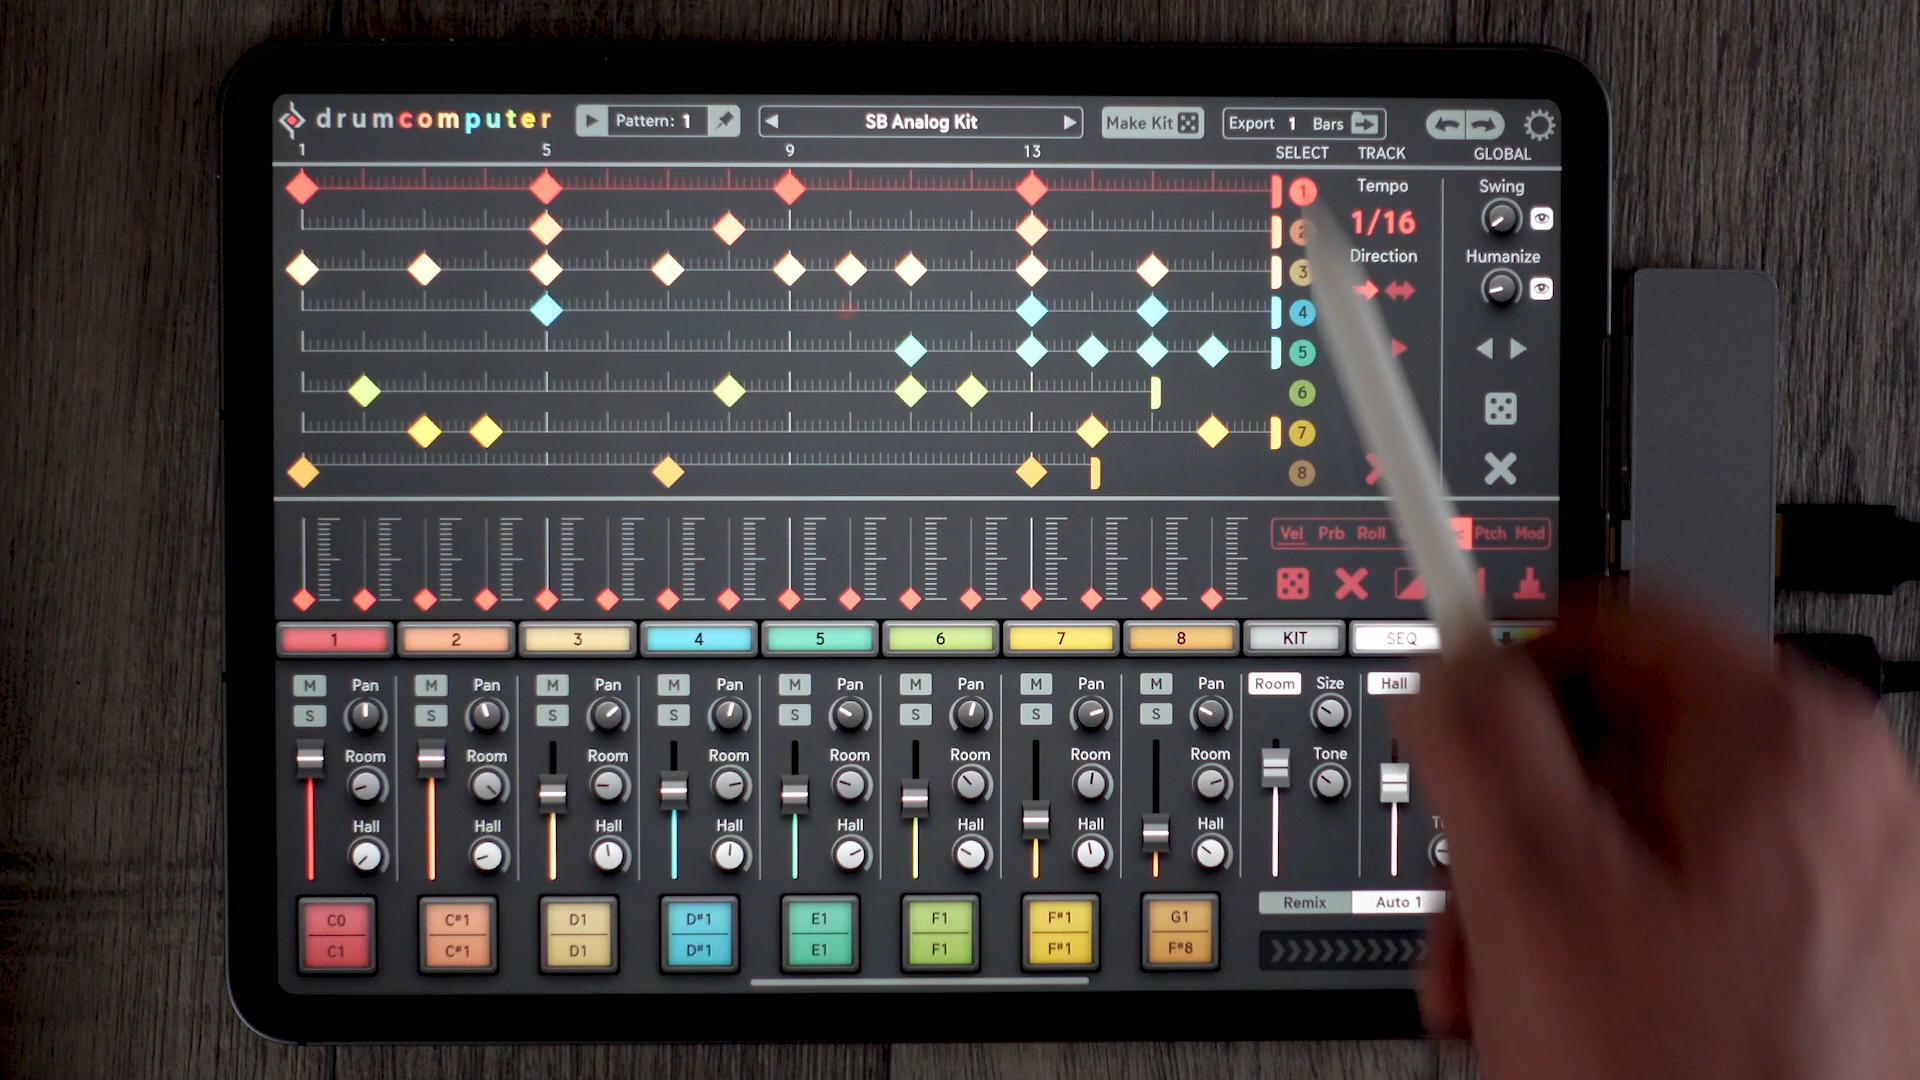 drumcomputer
Pattern: 1
SB Analog Kit
Make Kit
Export 1 Bars
1 5 9 13
SELECT TRACK GLOBAL
1 Tempo Swing
2 1/16
3 Direction Humanize
4
5
6
7
8
Vel Prb Roll Ptch Mod
1 2 3 4 5 6 7 8 KIT SEQ
M Pan M Pan M Pan M Pan M Pan M Pan M Pan M Pan Room Size Hall
S S S S S S S S
Room Room Room Room Room Room Room Room Tone
Hall Hall Hall Hall Hall Hall Hall Hall
Remix Auto 1
C0 C#1 D1 D#1 E1 F1 F#1 G1
C1 C#1 D1 D#1 E1 F1 F#1 F#8